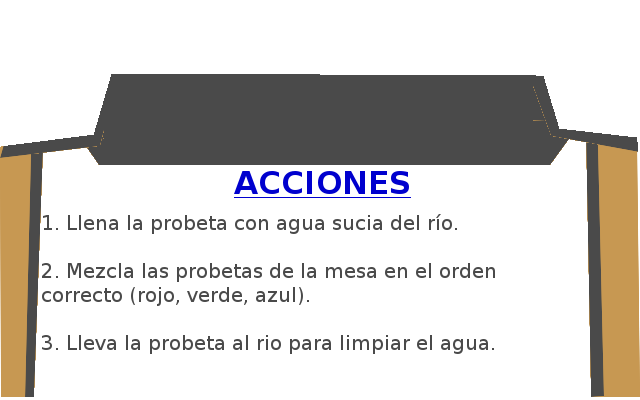 ACCIONES
1. Llena la probeta con agua sucia del río.
2. Mezcla las probetas de la mesa en el orden
correcto (rojo, verde, azul).
3. Lleva la probeta al rio para limpiar el agua.